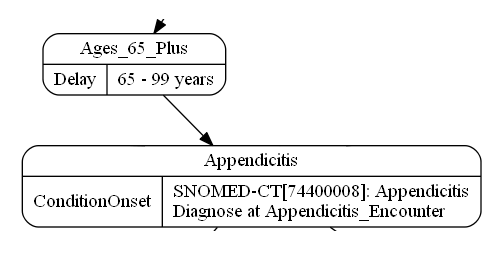 Ages_65_Plus
Delay 65 - 99 years
Appendicitis
ConditionOnset SNOMED-CT[74400008]: Appendicitis
Diagnose at Appendicitis_Encounter